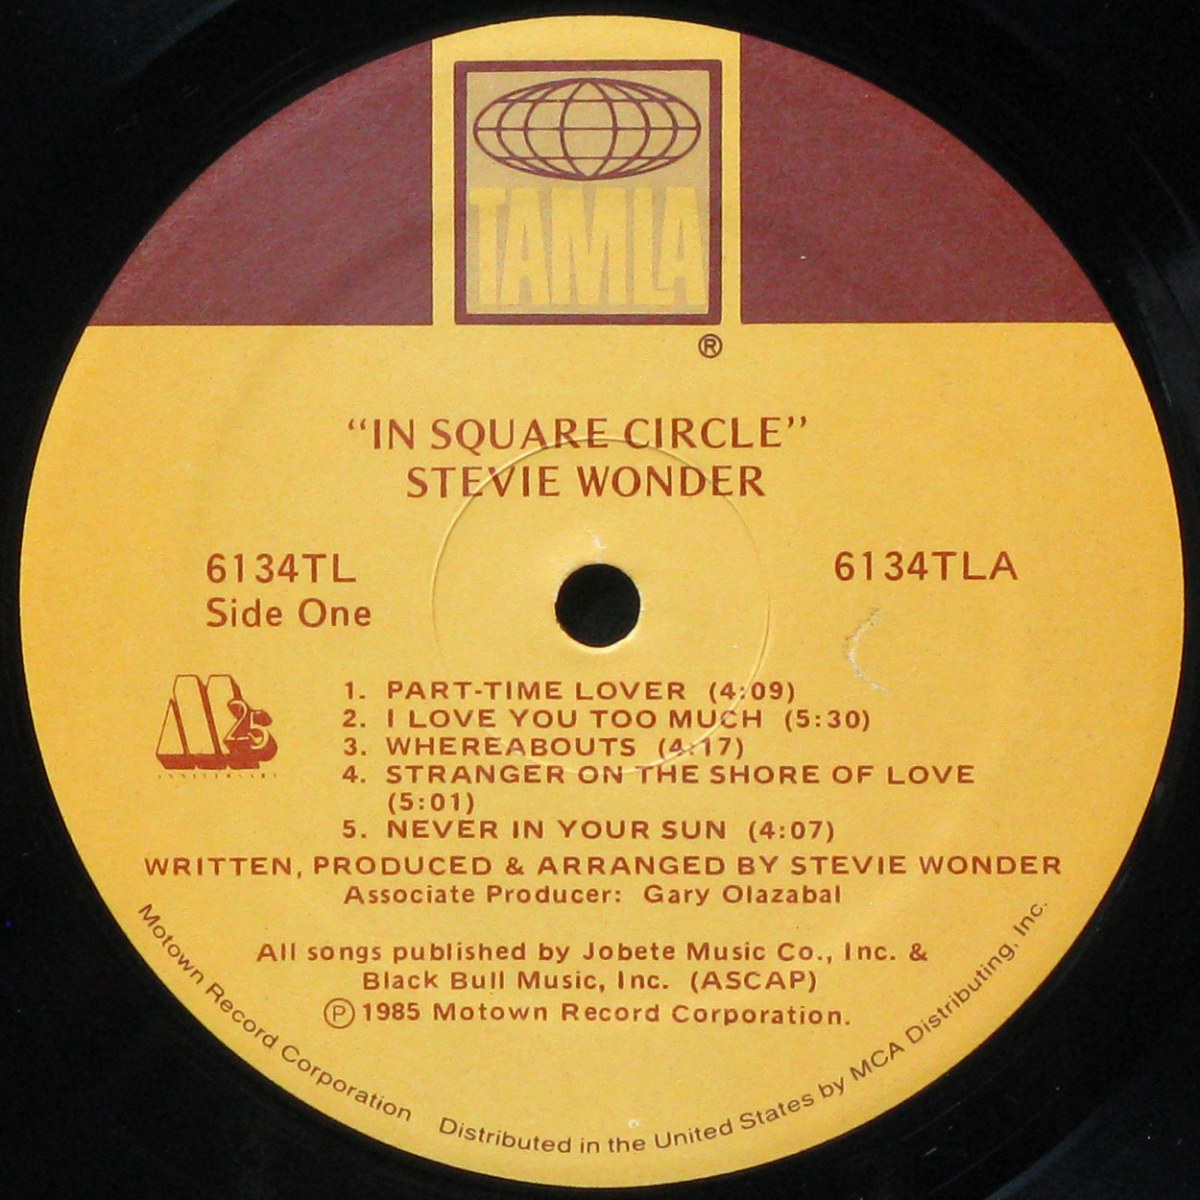 TAMLA
®
“IN SQUARE CIRCLE”
STEVIE WONDER
6134TL
Side One
6134TLA
M25
ANNIVERSARY
1. PART-TIME LOVER (4:09)
2. I LOVE YOU TOO MUCH (5:30)
3. WHEREABOUTS (4:17)
4. STRANGER ON THE SHORE OF LOVE
(5:01)
5. NEVER IN YOUR SUN (4:07)
WRITTEN, PRODUCED & ARRANGED BY STEVIE WONDER
Associate Producer: Gary Olazabal
All songs published by Jobete Music Co., Inc. &
Black Bull Music, Inc. (ASCAP)
℗ 1985 Motown Record Corporation.
Motown Record Corporation Distributed in the United States by MCA Distributing, Inc.